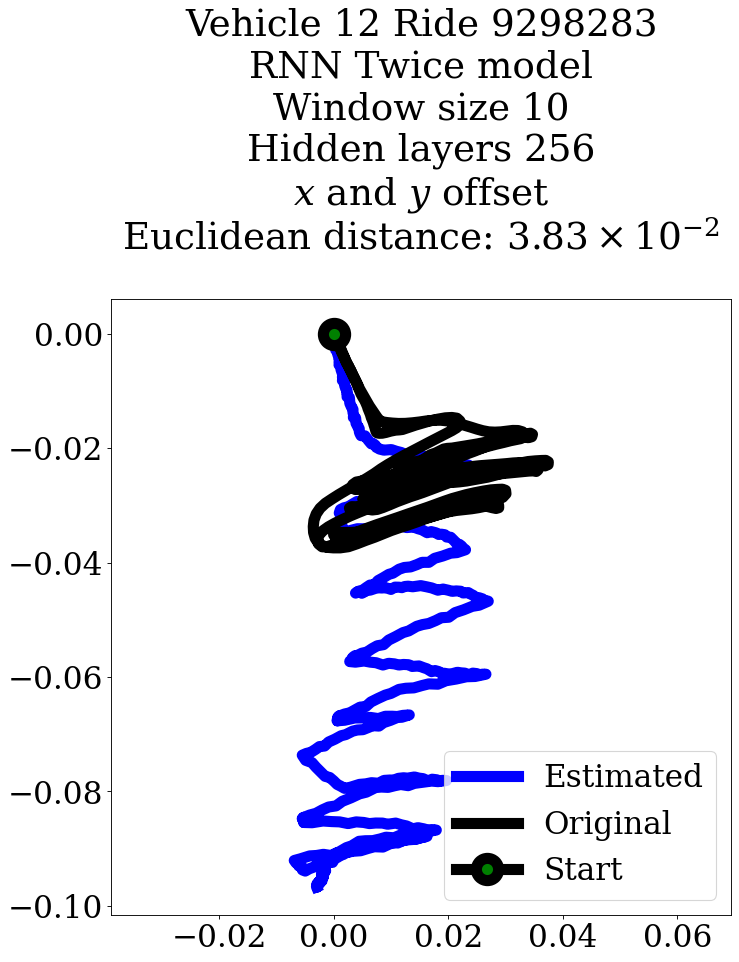 Vehicle 12 Ride 9298283
RNN Twice model
Window size 10
Hidden layers 256
x and y offset
Euclidean distance: 3.83 × 10⁻²
0.00
−0.02
−0.04
−0.06
−0.08
−0.10
Estimated
Original
Start
−0.02 0.00 0.02 0.04 0.06